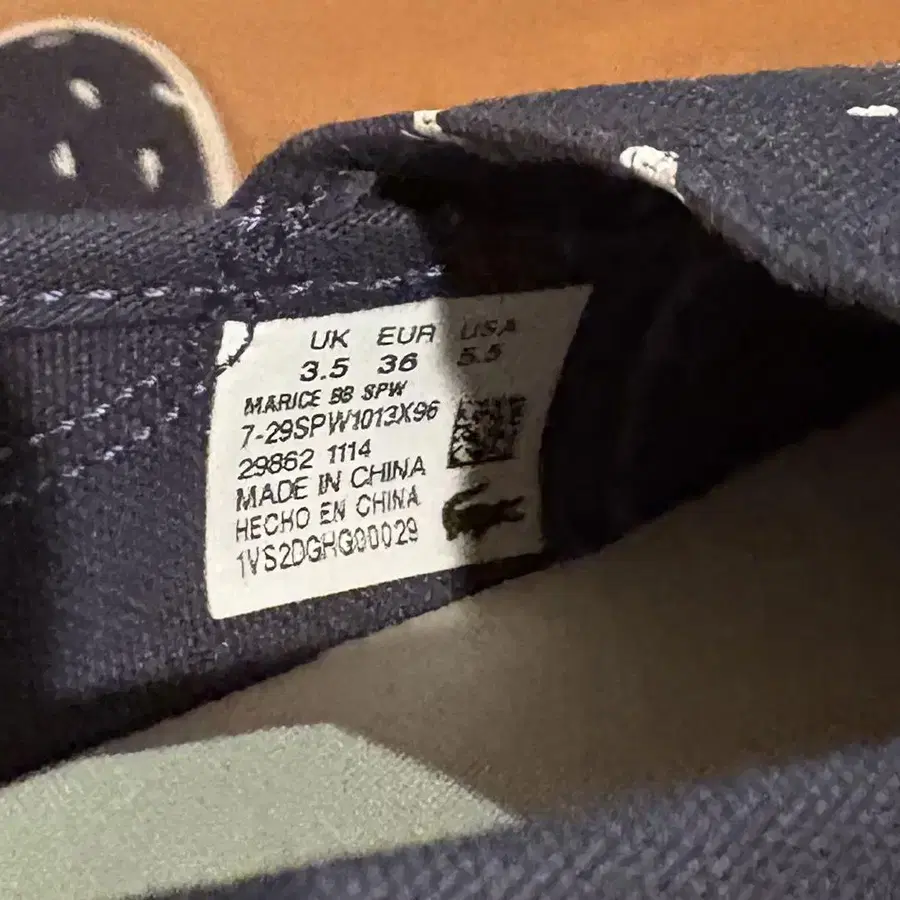 UK EUR USA
3.5 36 5.5
MARICE BB SPW
7-29SPW1013X96
29862 1114
MADE IN CHINA
HECHO EN CHINA
1VS2DGHG00029